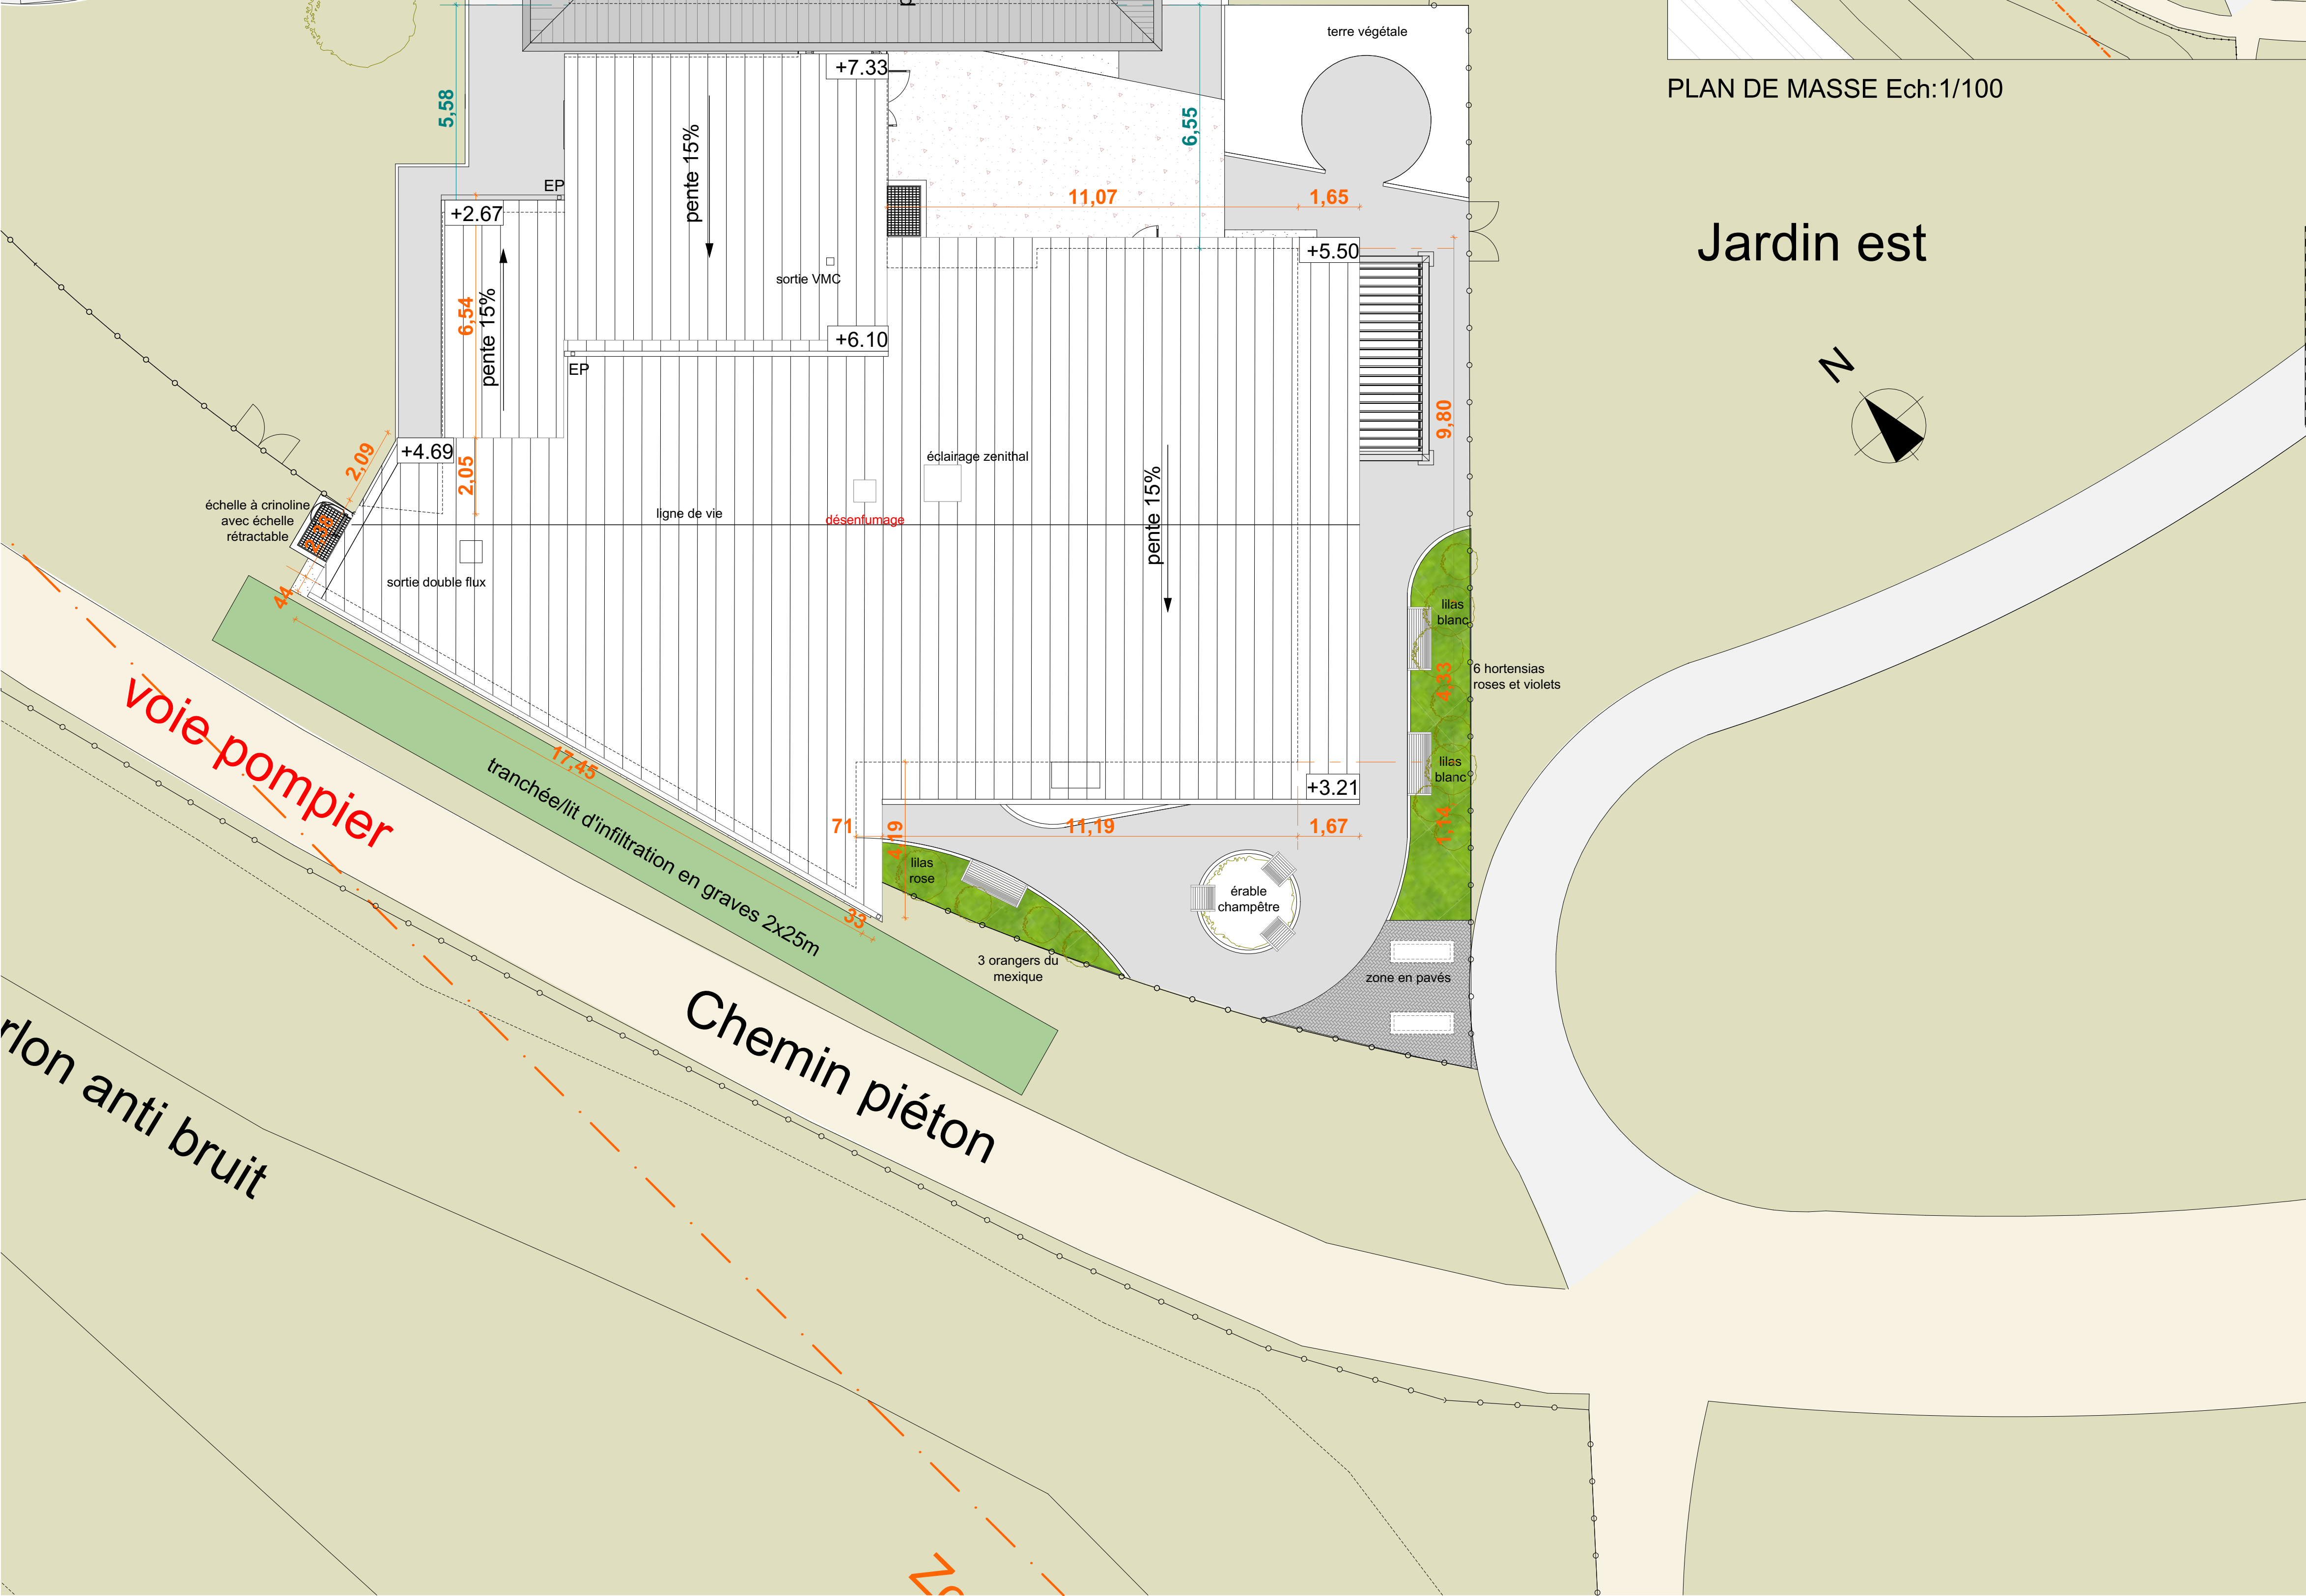 terre végétale
+7.33
PLAN DE MASSE Ech:1/100
5,58
6,55
pente 15%
EP
11,07
1,65
+2.67
Jardin est
+5.50
sortie VMC
6,54
pente 15%
+6.10
EP
N
9,80
+4.69
2,09
2,05
éclairage zenithal
échelle à crinoline
avec échelle
rétractable
ligne de vie
désenfumage
pente 15%
sortie double flux
44
lilas
blanc
6 hortensias
roses et violets
4,33
voie pompier
17,45
tranchée/lit d'infiltration en graves 2x25m
lilas
blanc
+3.21
71
4,19
11,19
1,67
1,14
lilas
rose
érable
champêtre
33
3 orangers du
mexique
zone en pavés
Chemin piéton
rlon anti bruit